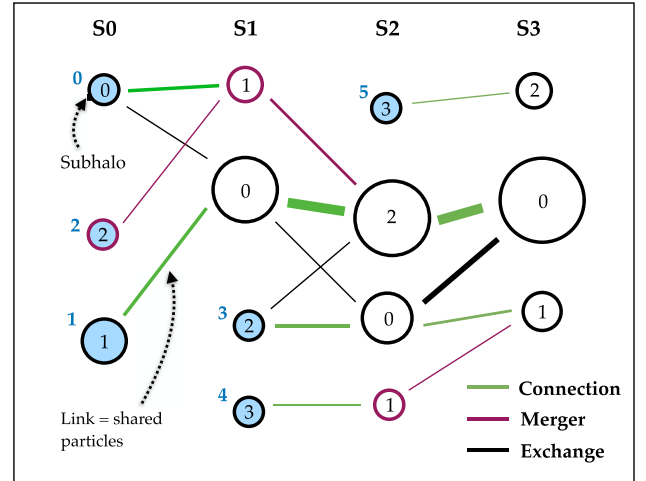 S0 S1 S2 S3
0 0 1 5 3 2
Subhalo
0 2 0
2 2
1 1 3 2 0 1
4 3 1
Link = shared
particles
Connection
Merger
Exchange